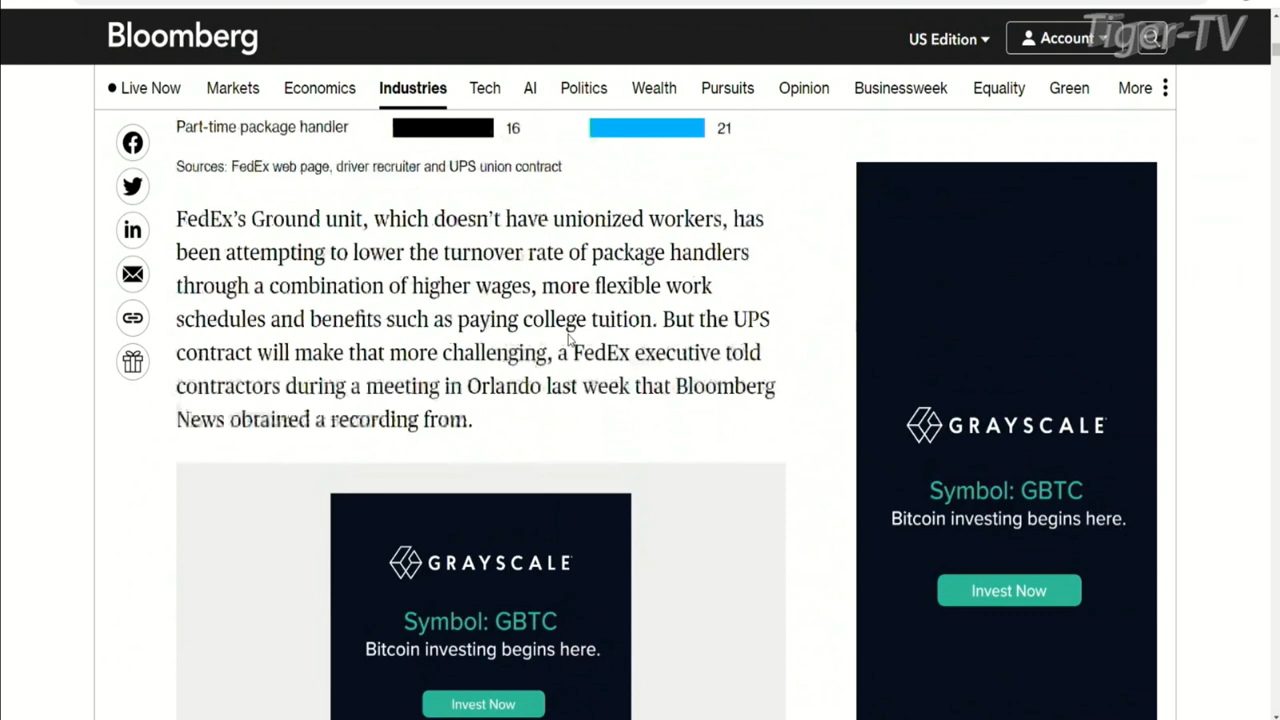 Bloomberg
US Edition
Account
Tiger-TV
Live Now
Markets
Economics
Industries
Tech
AI
Politics
Wealth
Pursuits
Opinion
Businessweek
Equality
Green
More
Part-time package handler 16 21
Sources: FedEx web page, driver recruiter and UPS union contract
FedEx’s Ground unit, which doesn’t have unionized workers, has
been attempting to lower the turnover rate of package handlers
through a combination of higher wages, more flexible work
schedules and benefits such as paying college tuition. But the UPS
contract will make that more challenging, a FedEx executive told
contractors during a meeting in Orlando last week that Bloomberg
News obtained a recording from.
GRAYSCALE
Symbol: GBTC
Bitcoin investing begins here.
Invest Now
GRAYSCALE
Symbol: GBTC
Bitcoin investing begins here.
Invest Now